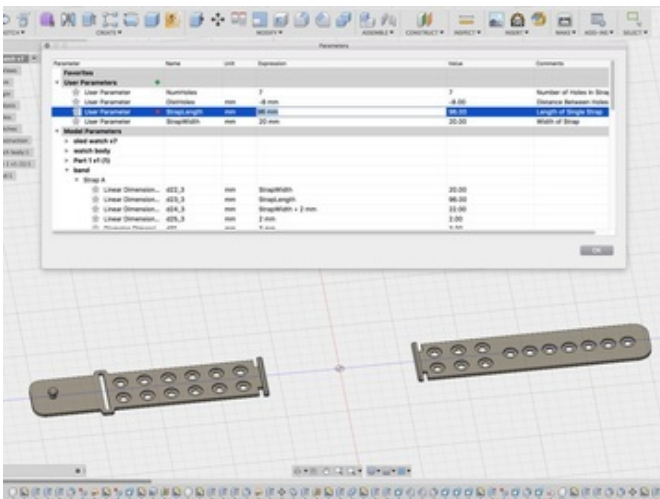 CREATE MODIFY ASSEMBLE CONSTRUCT INSPECT INSERT MAKE ADD-INS SELECT
Parameters
Parameter Name Unit Expression Value Comments
Favorites
User Parameters
User Parameter NumHoles 7 7 Number of Holes in Strap
User Parameter DistHoles mm -8 mm -8.00 Distance Between Holes
User Parameter StrapLength mm 96 mm 96.00 Length of Single Strap
User Parameter StrapWidth mm 20 mm 20.00 Width of Strap
Model Parameters
oled watch v7
watch body
Part 1 v1 (1)
band
Strap A
Linear Dimension... d22_3 mm StrapWidth 20.00
Linear Dimension... d23_3 mm StrapLength 96.00
Linear Dimension... d24_3 mm StrapWidth + 2 mm 22.00
Linear Dimension... d25_3 mm 2 mm 2.00
OK